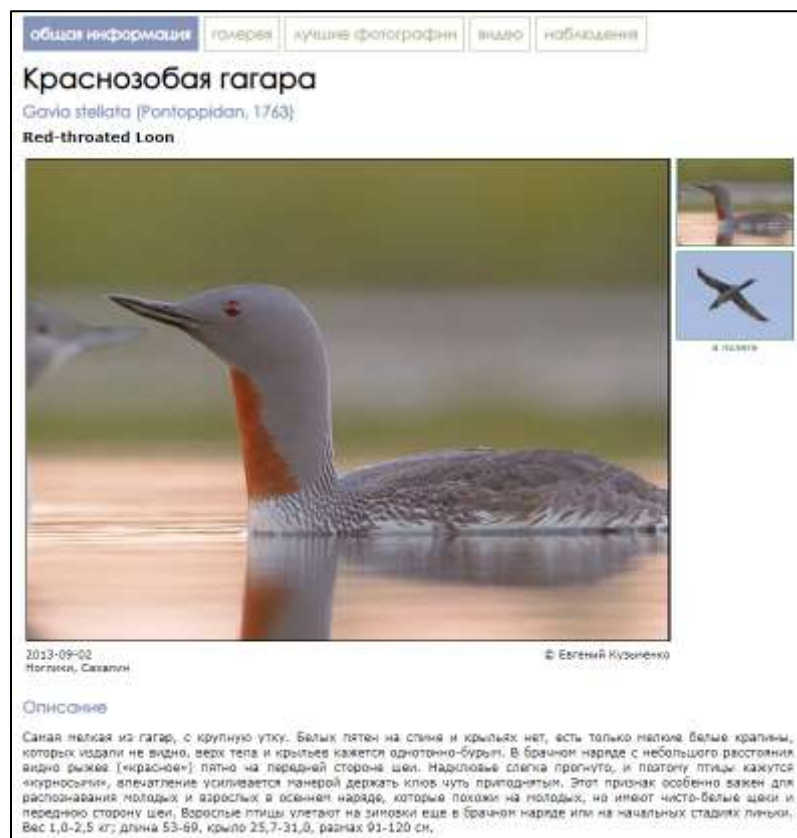 общая информация галерея лучшие фотографии видео наблюдения
Краснозобая гагара
Gavia stellata (Pontoppidan, 1763)
Red-throated Loon
в полете
2013-09-02 © Евгений Кузьменко
Ноглики, Сахалин
Описание
Самая мелкая из гагар, с крупную утку. Белых пятен на спине и крыльях нет, есть только мелкие белые крапины,
которых издали не видно, верх тела и крыльев кажется однотонно-бурым. В брачном наряде с небольшого расстояния
видно рыжее («красное») пятно на передней стороне шеи. Надклювье слегка прогнуто, и поэтому птицы кажутся
«курносыми», впечатление усиливается манерой держать клюв чуть приподнятым. Этот признак особенно важен для
распознавания молодых и взрослых в осеннем наряде, которые похожи на молодых, но имеют чисто-белые щеки и
переднюю сторону шеи. Взрослые птицы улетают на зимовки еще в брачном наряде или на начальных стадиях линьки.
Вес 1,0-2,5 кг; длина 53-69, крыло 25,7-31,0, размах 91-120 см.